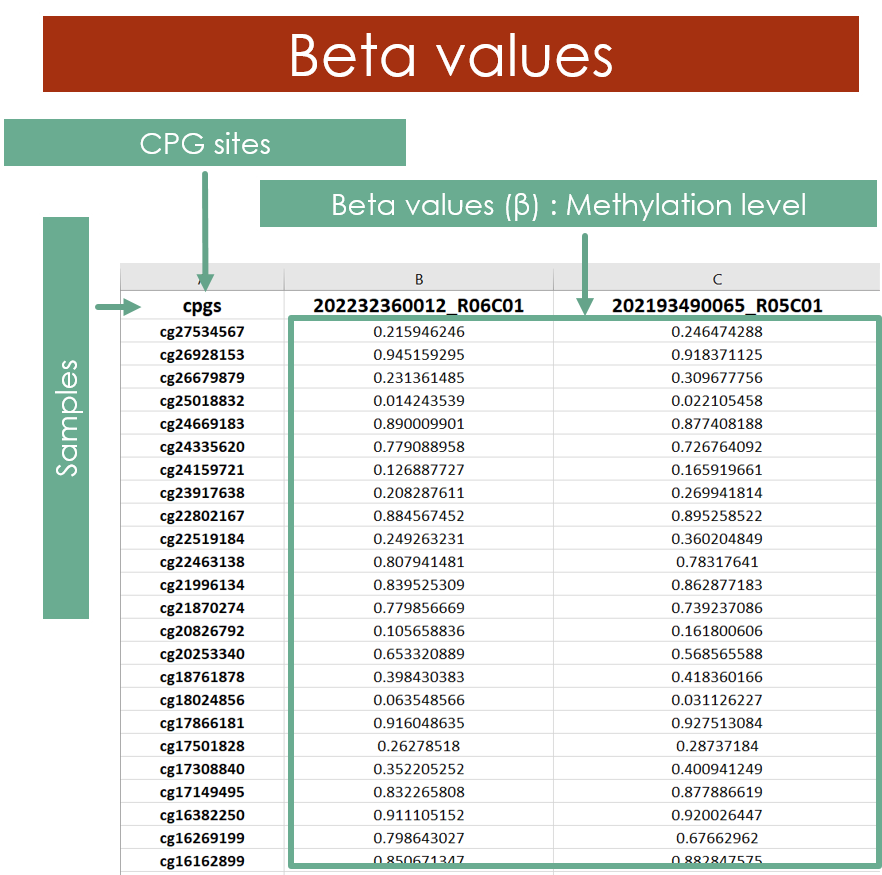 Beta values
CPG sites
Beta values (β) : Methylation level
Samples
B C
cpgs 202232360012_R06C01 202193490065_R05C01
cg27534567 0.215946246 0.246474288
cg26928153 0.945159295 0.918371125
cg26679879 0.231361485 0.309677756
cg25018832 0.014243539 0.022105458
cg24669183 0.890009901 0.877408188
cg24335620 0.779088958 0.726764092
cg24159721 0.126887727 0.165919661
cg23917638 0.208287611 0.269941814
cg22802167 0.884567452 0.895258522
cg22519184 0.249263231 0.360204849
cg22463138 0.807941481 0.78317641
cg21996134 0.839525309 0.862877183
cg21870274 0.779856669 0.739237086
cg20826792 0.105658836 0.161800606
cg20253340 0.653320889 0.568565588
cg18761878 0.398430383 0.418360166
cg18024856 0.063548566 0.031126227
cg17866181 0.916048635 0.927513084
cg17501828 0.26278518 0.28737184
cg17308840 0.352205252 0.400941249
cg17149495 0.832265808 0.877886619
cg16382250 0.911105152 0.920026447
cg16269199 0.798643027 0.67662962
cg16162899 0.850671347 0.882847575